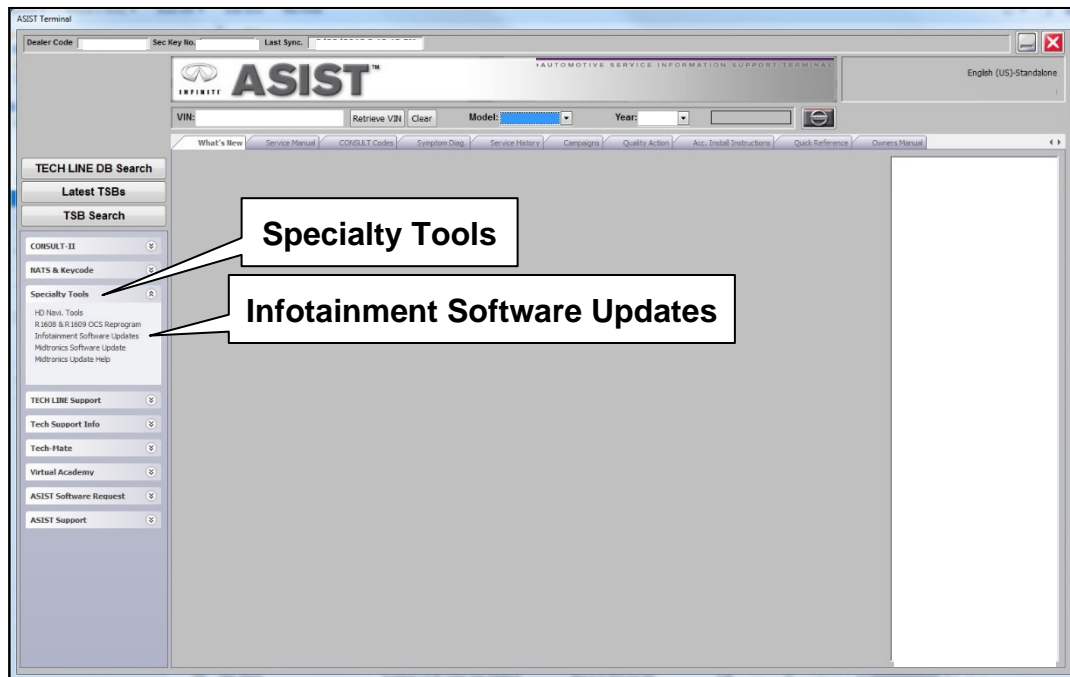 ASIST Terminal
Dealer Code Sec Key No. Last Sync.
INFINITI ASIST™
AUTOMOTIVE SERVICE INFORMATION SUPPORT TERMINAL
English (US)-Standalone
VIN: Retrieve VIN Clear Model: Year:
What's New Service Manual CONSULT Codes Symptom Diag. Service History Campaigns Quality Action Acc. Install Instructions Quick Reference Owners Manual
TECH LINE DB Search
Latest TSBs
TSB Search
CONSULT-II
NATS & Keycode
Specialty Tools
HD Navi. Tools
R1608 & R1609 OCS Reprogram
Infotainment Software Updates
Midtronics Software Update
Midtronics Update Help
TECH LINE Support
Tech Support Info
Tech-Mate
Virtual Academy
ASIST Software Request
ASIST Support
Specialty Tools
Infotainment Software Updates